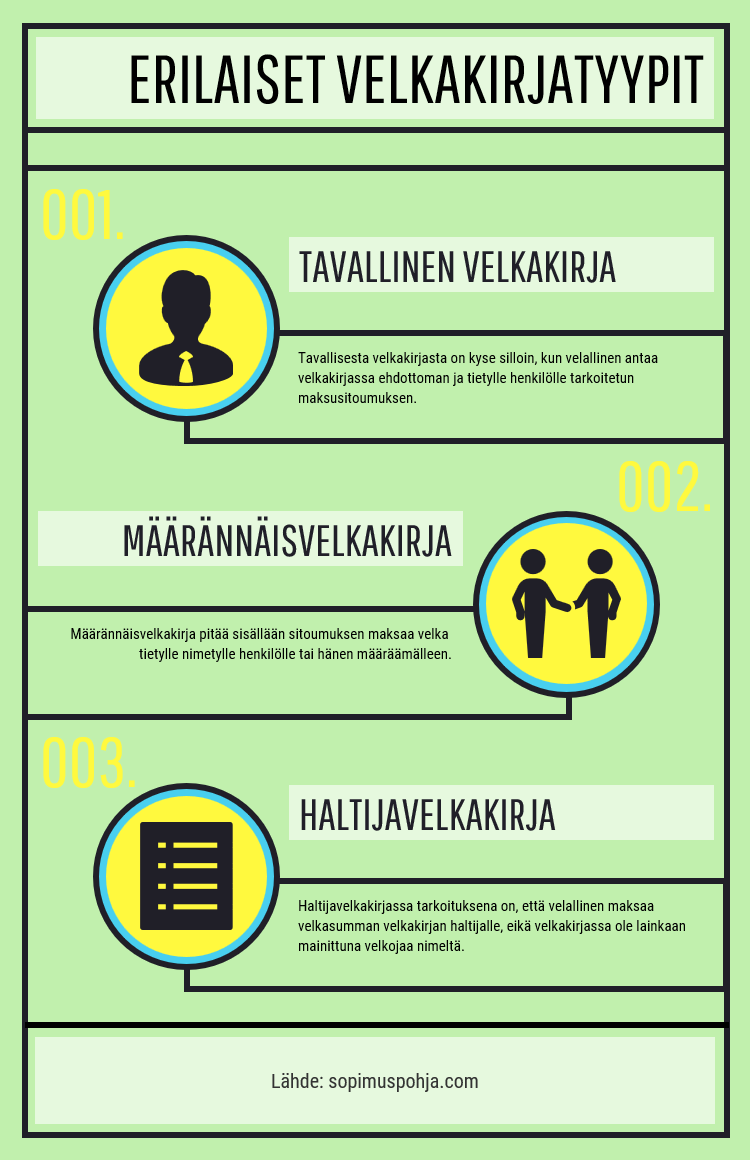 ERILAISET VELKAKIRJATYYPIT
001.
TAVALLINEN VELKAKIRJA
Tavallisesta velkakirjasta on kyse silloin, kun velallinen antaa
velkakirjassa ehdottoman ja tietylle henkilölle tarkoitetun
maksusitoumuksen.
002.
MÄÄRÄNNÄISVELKAKIRJA
Määrännäisvelkakirja pitää sisällään sitoumuksen maksaa velka
tietylle nimetylle henkilölle tai hänen määräämälleen.
003.
HALTIJAVELKAKIRJA
Haltijavelkakirjassa tarkoituksena on, että velallinen maksaa
velkasumman velkakirjan haltijalle, eikä velkakirjassa ole lainkaan
mainittuna velkojaa nimeltä.
Lähde: sopimuspohja.com